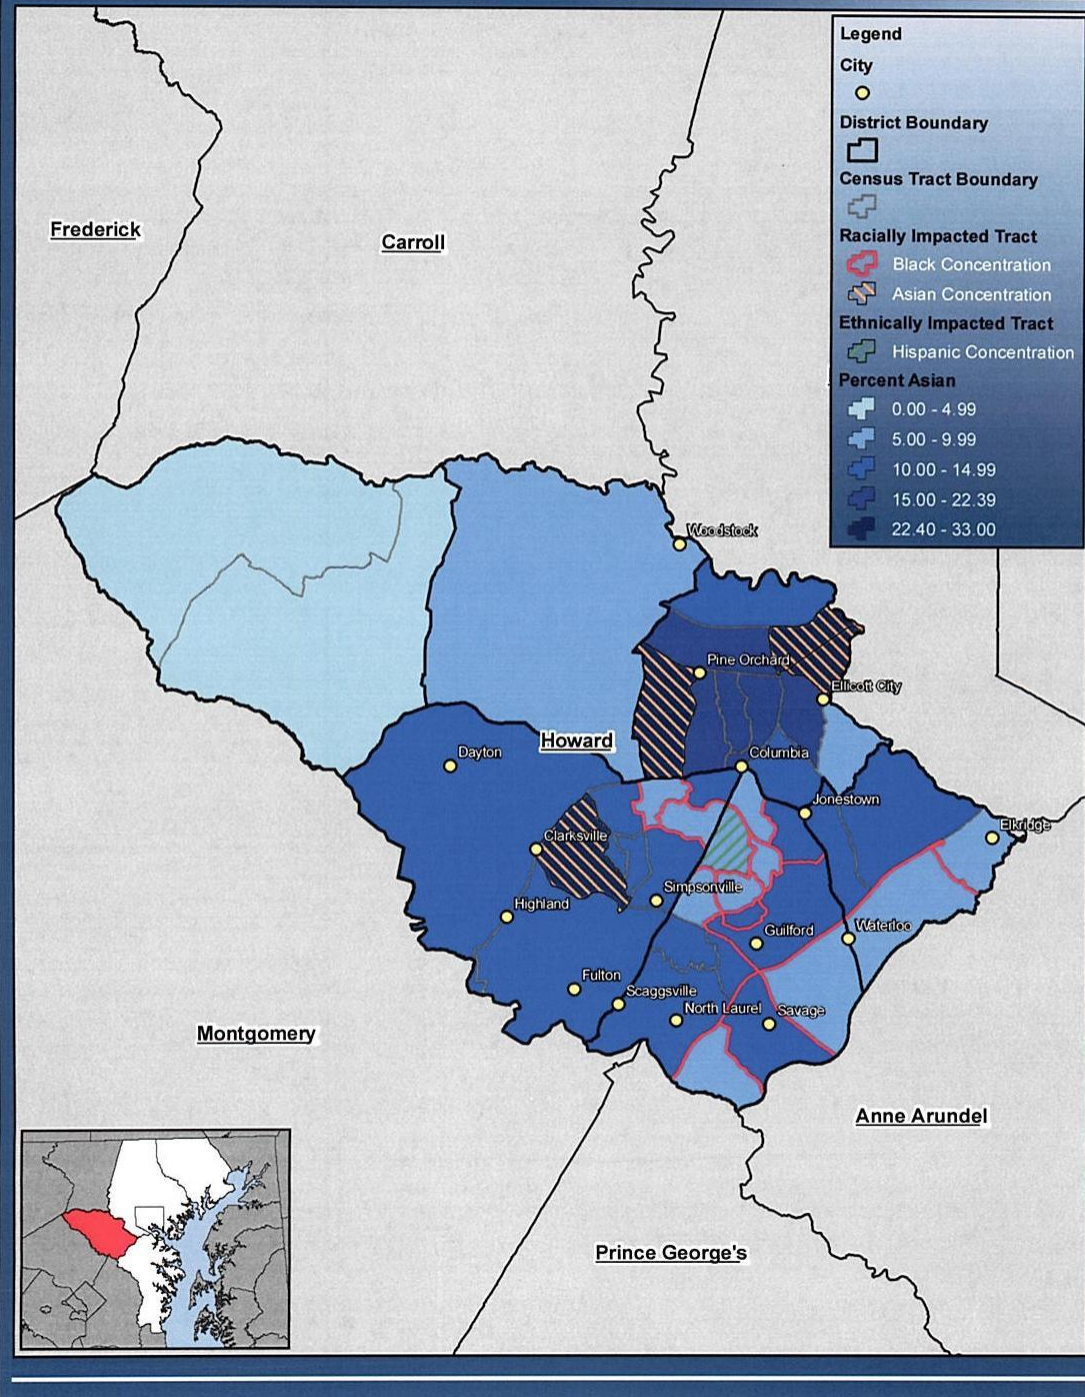 Legend
City
District Boundary
Census Tract Boundary
Racially Impacted Tract
Black Concentration
Asian Concentration
Ethnically Impacted Tract
Hispanic Concentration
Percent Asian
0.00 - 4.99
5.00 - 9.99
10.00 - 14.99
15.00 - 22.39
22.40 - 33.00
Frederick
Carroll
Woodstock
Pine Orchard
Ellicott City
Howard
Dayton
Columbia
Jonestown
Elkridge
Clarksville
Simpsonville
Highland
Guilford
Waterloo
Fulton
Scaggsville
North Laurel
Savage
Montgomery
Anne Arundel
Prince George's